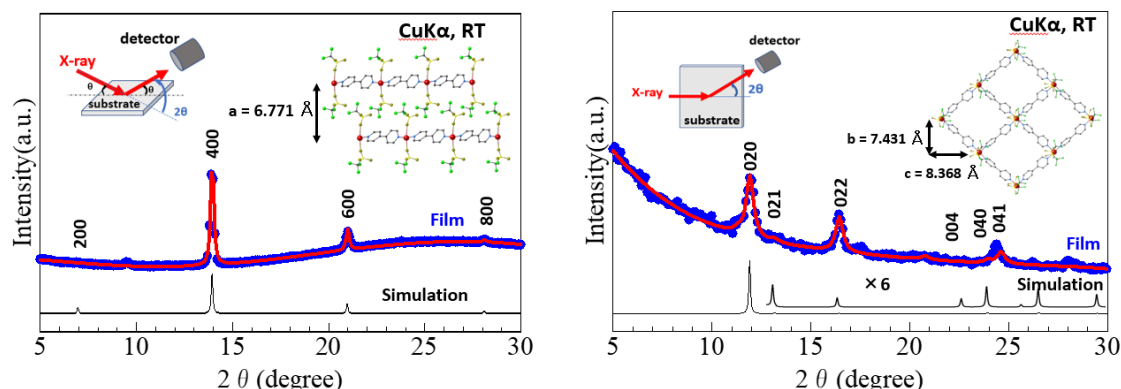 CuKα, RT
detector
X-ray
θ
θ
substrate
2θ
a = 6.771 Å
400
200
600
800
Film
Simulation
Intensity(a.u.)
5
10
15
20
25
30
2 θ (degree)
CuKα, RT
detector
X-ray
2θ
substrate
b = 7.431 Å
c = 8.368 Å
020
021
022
004
040
041
Film
×6
Simulation
Intensity(a.u.)
5
10
15
20
25
30
2 θ (degree)